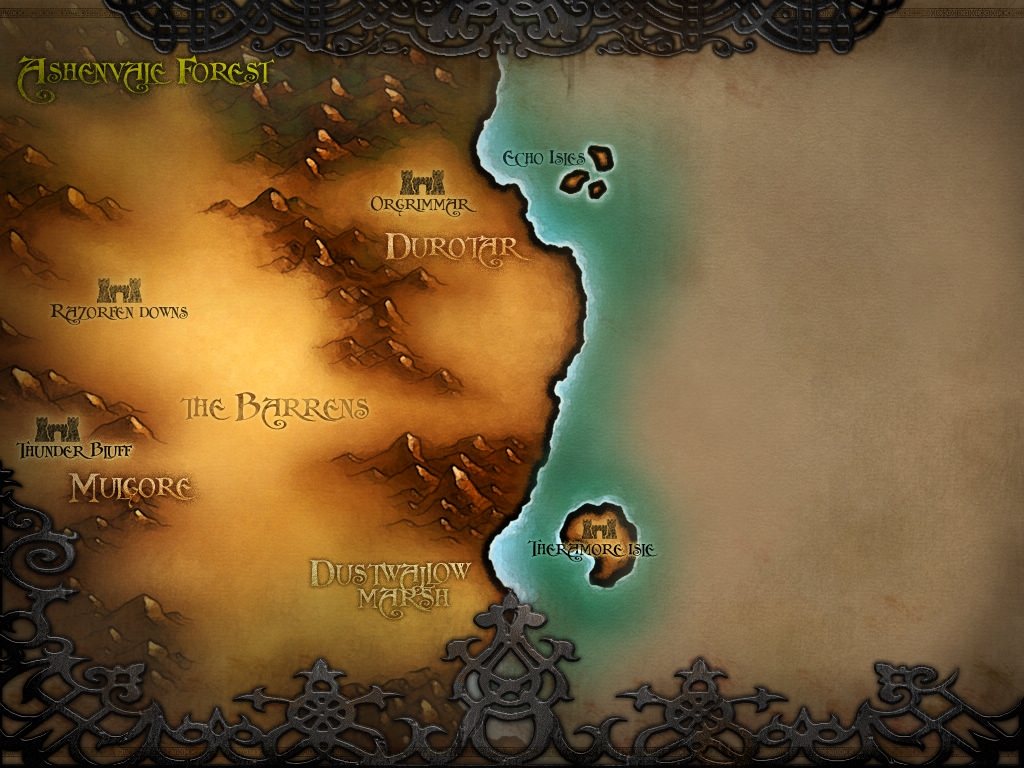 Ashenvale Forest
Echo Isles
Orgrimmar
Durotar
Razorfen downs
the Barrens
Thunder Bluff
Mulgore
Theramore isle
Dustwallow
marsh